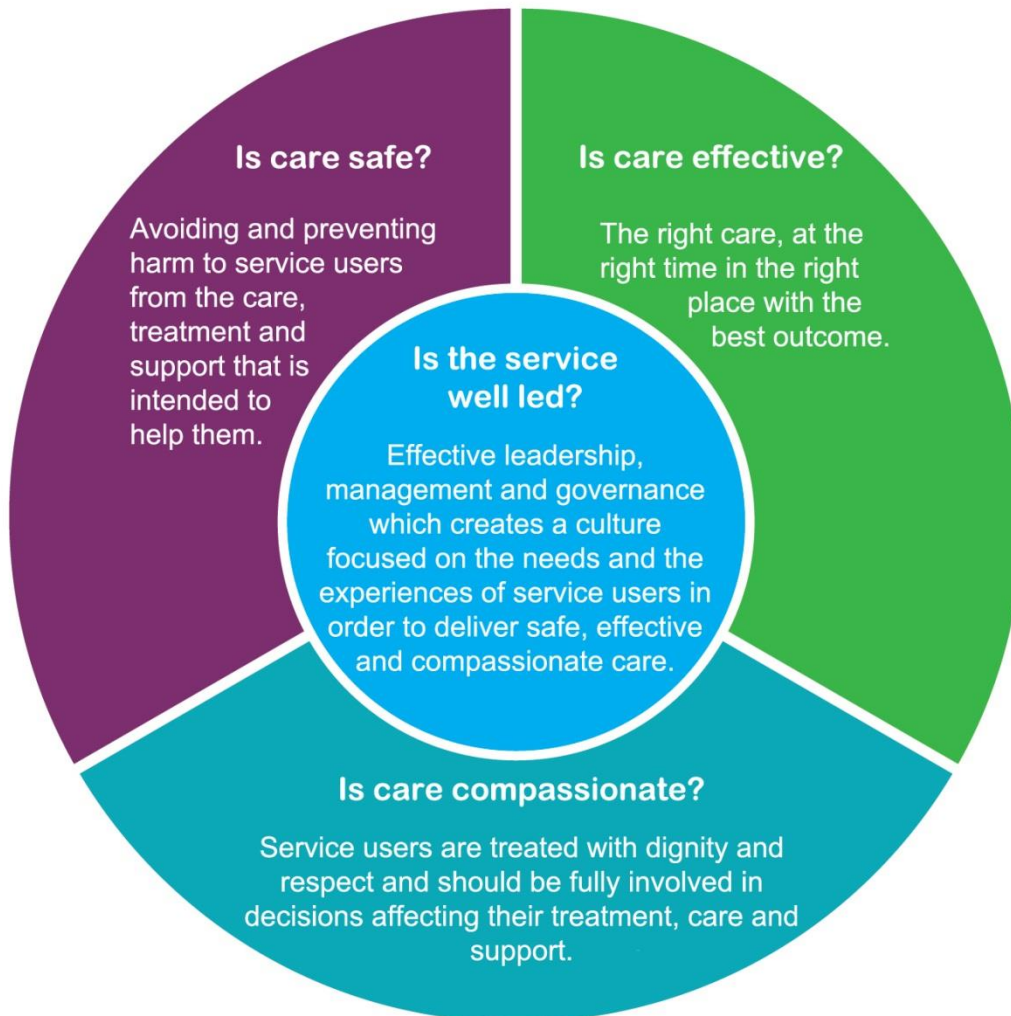 Is care safe?
Avoiding and preventing
harm to service users
from the care,
treatment and
support that is
intended to
help them.
Is care effective?
The right care, at the
right time in the right
place with the
best outcome.
Is the service
well led?
Effective leadership,
management and governance
which creates a culture
focused on the needs and the
experiences of service users in
order to deliver safe, effective
and compassionate care.
Is care compassionate?
Service users are treated with dignity and
respect and should be fully involved in
decisions affecting their treatment, care and
support.